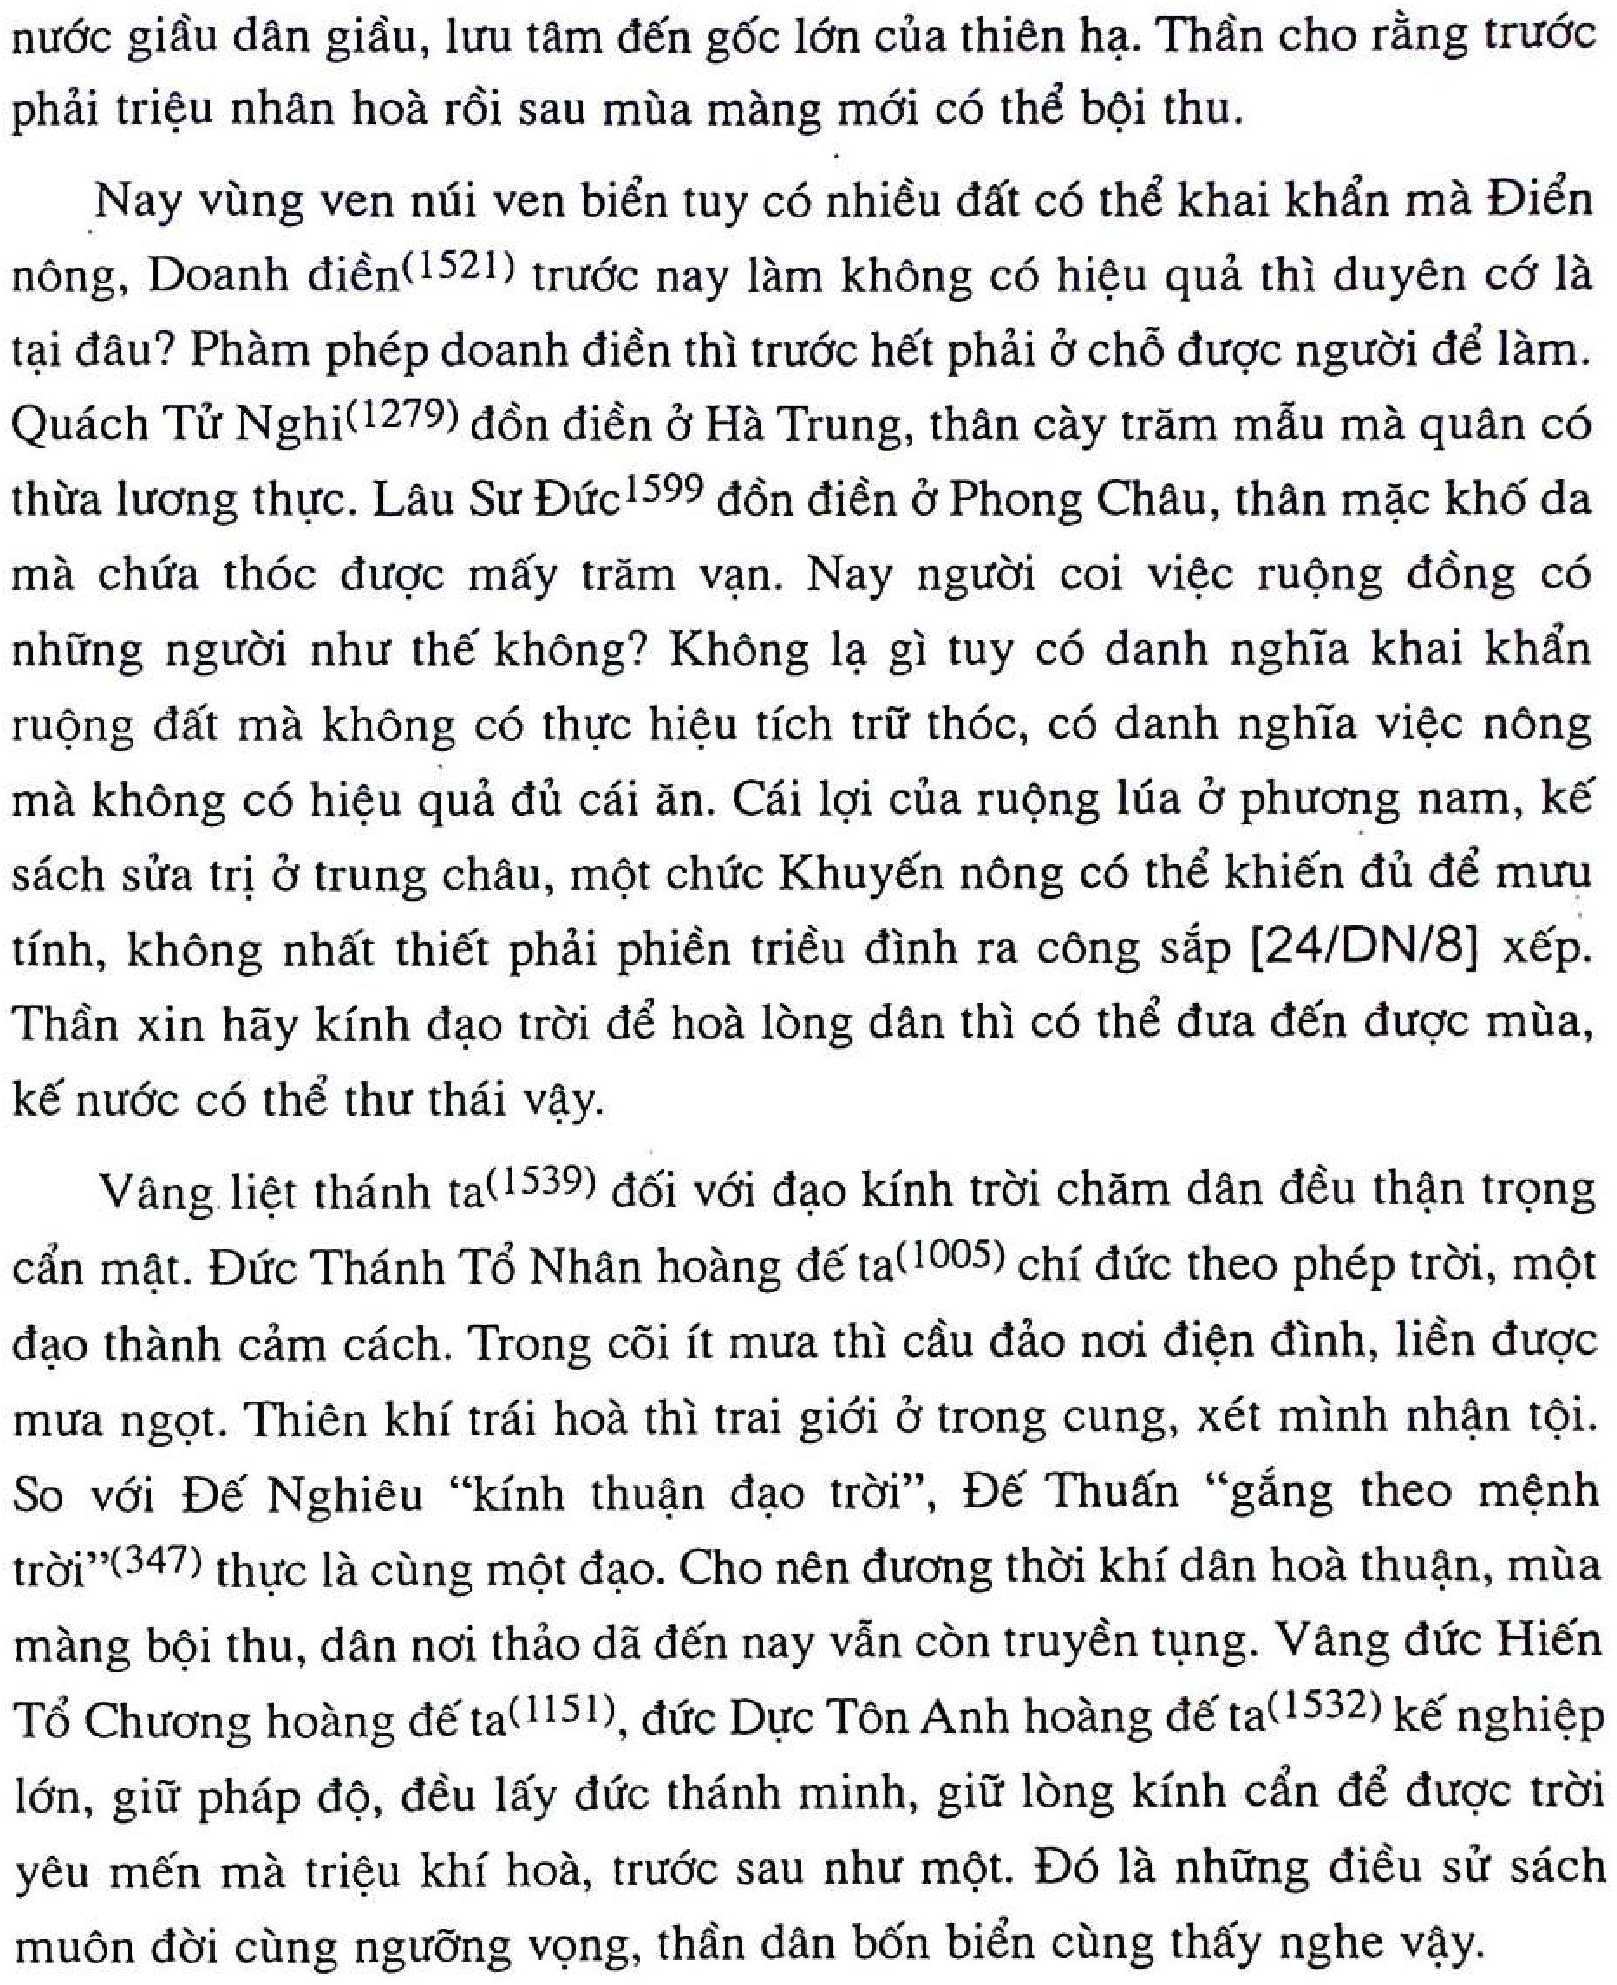 nước giầu dân giầu, lưu tâm đến gốc lớn của thiên hạ. Thần cho rằng trước
phải triệu nhân hoà rồi sau mùa màng mới có thể bội thu.
Nay vùng ven núi ven biển tuy có nhiều đất có thể khai khẩn mà Điển
nông, Doanh điền(1521) trước nay làm không có hiệu quả thì duyên cớ là
tại đâu? Phàm phép doanh điền thì trước hết phải ở chỗ được người để làm.
Quách Tử Nghi(1279) đồn điền ở Hà Trung, thân cày trăm mẫu mà quân có
thừa lương thực. Lâu Sư Đức1599 đồn điền ở Phong Châu, thân mặc khố da
mà chứa thóc được mấy trăm vạn. Nay người coi việc ruộng đồng có
những người như thế không? Không lạ gì tuy có danh nghĩa khai khẩn
ruộng đất mà không có thực hiệu tích trữ thóc, có danh nghĩa việc nông
mà không có hiệu quả đủ cái ăn. Cái lợi của ruộng lúa ở phương nam, kế
sách sửa trị ở trung châu, một chức Khuyến nông có thể khiến đủ để mưu
tính, không nhất thiết phải phiền triều đình ra công sắp [24/DN/8] xếp.
Thần xin hãy kính đạo trời để hoà lòng dân thì có thể đưa đến được mùa,
kế nước có thể thư thái vậy.
Vâng liệt thánh ta(1539) đối với đạo kính trời chăm dân đều thận trọng
cẩn mật. Đức Thánh Tổ Nhân hoàng đế ta(1005) chí đức theo phép trời, một
đạo thành cảm cách. Trong cõi ít mưa thì cầu đảo nơi điện đình, liền được
mưa ngọt. Thiên khí trái hoà thì trai giới ở trong cung, xét mình nhận tội.
So với Đế Nghiêu “kính thuận đạo trời”, Đế Thuấn “gắng theo mệnh
trời”(347) thực là cùng một đạo. Cho nên đương thời khí dân hoà thuận, mùa
màng bội thu, dân nơi thảo dã đến nay vẫn còn truyền tụng. Vâng đức Hiến
Tổ Chương hoàng đế ta(1151), đức Dực Tôn Anh hoàng đế ta(1532) kế nghiệp
lớn, giữ pháp độ, đều lấy đức thánh minh, giữ lòng kính cẩn để được trời
yêu mến mà triệu khí hoà, trước sau như một. Đó là những điều sử sách
muôn đời cùng ngưỡng vọng, thần dân bốn biển cùng thấy nghe vậy.